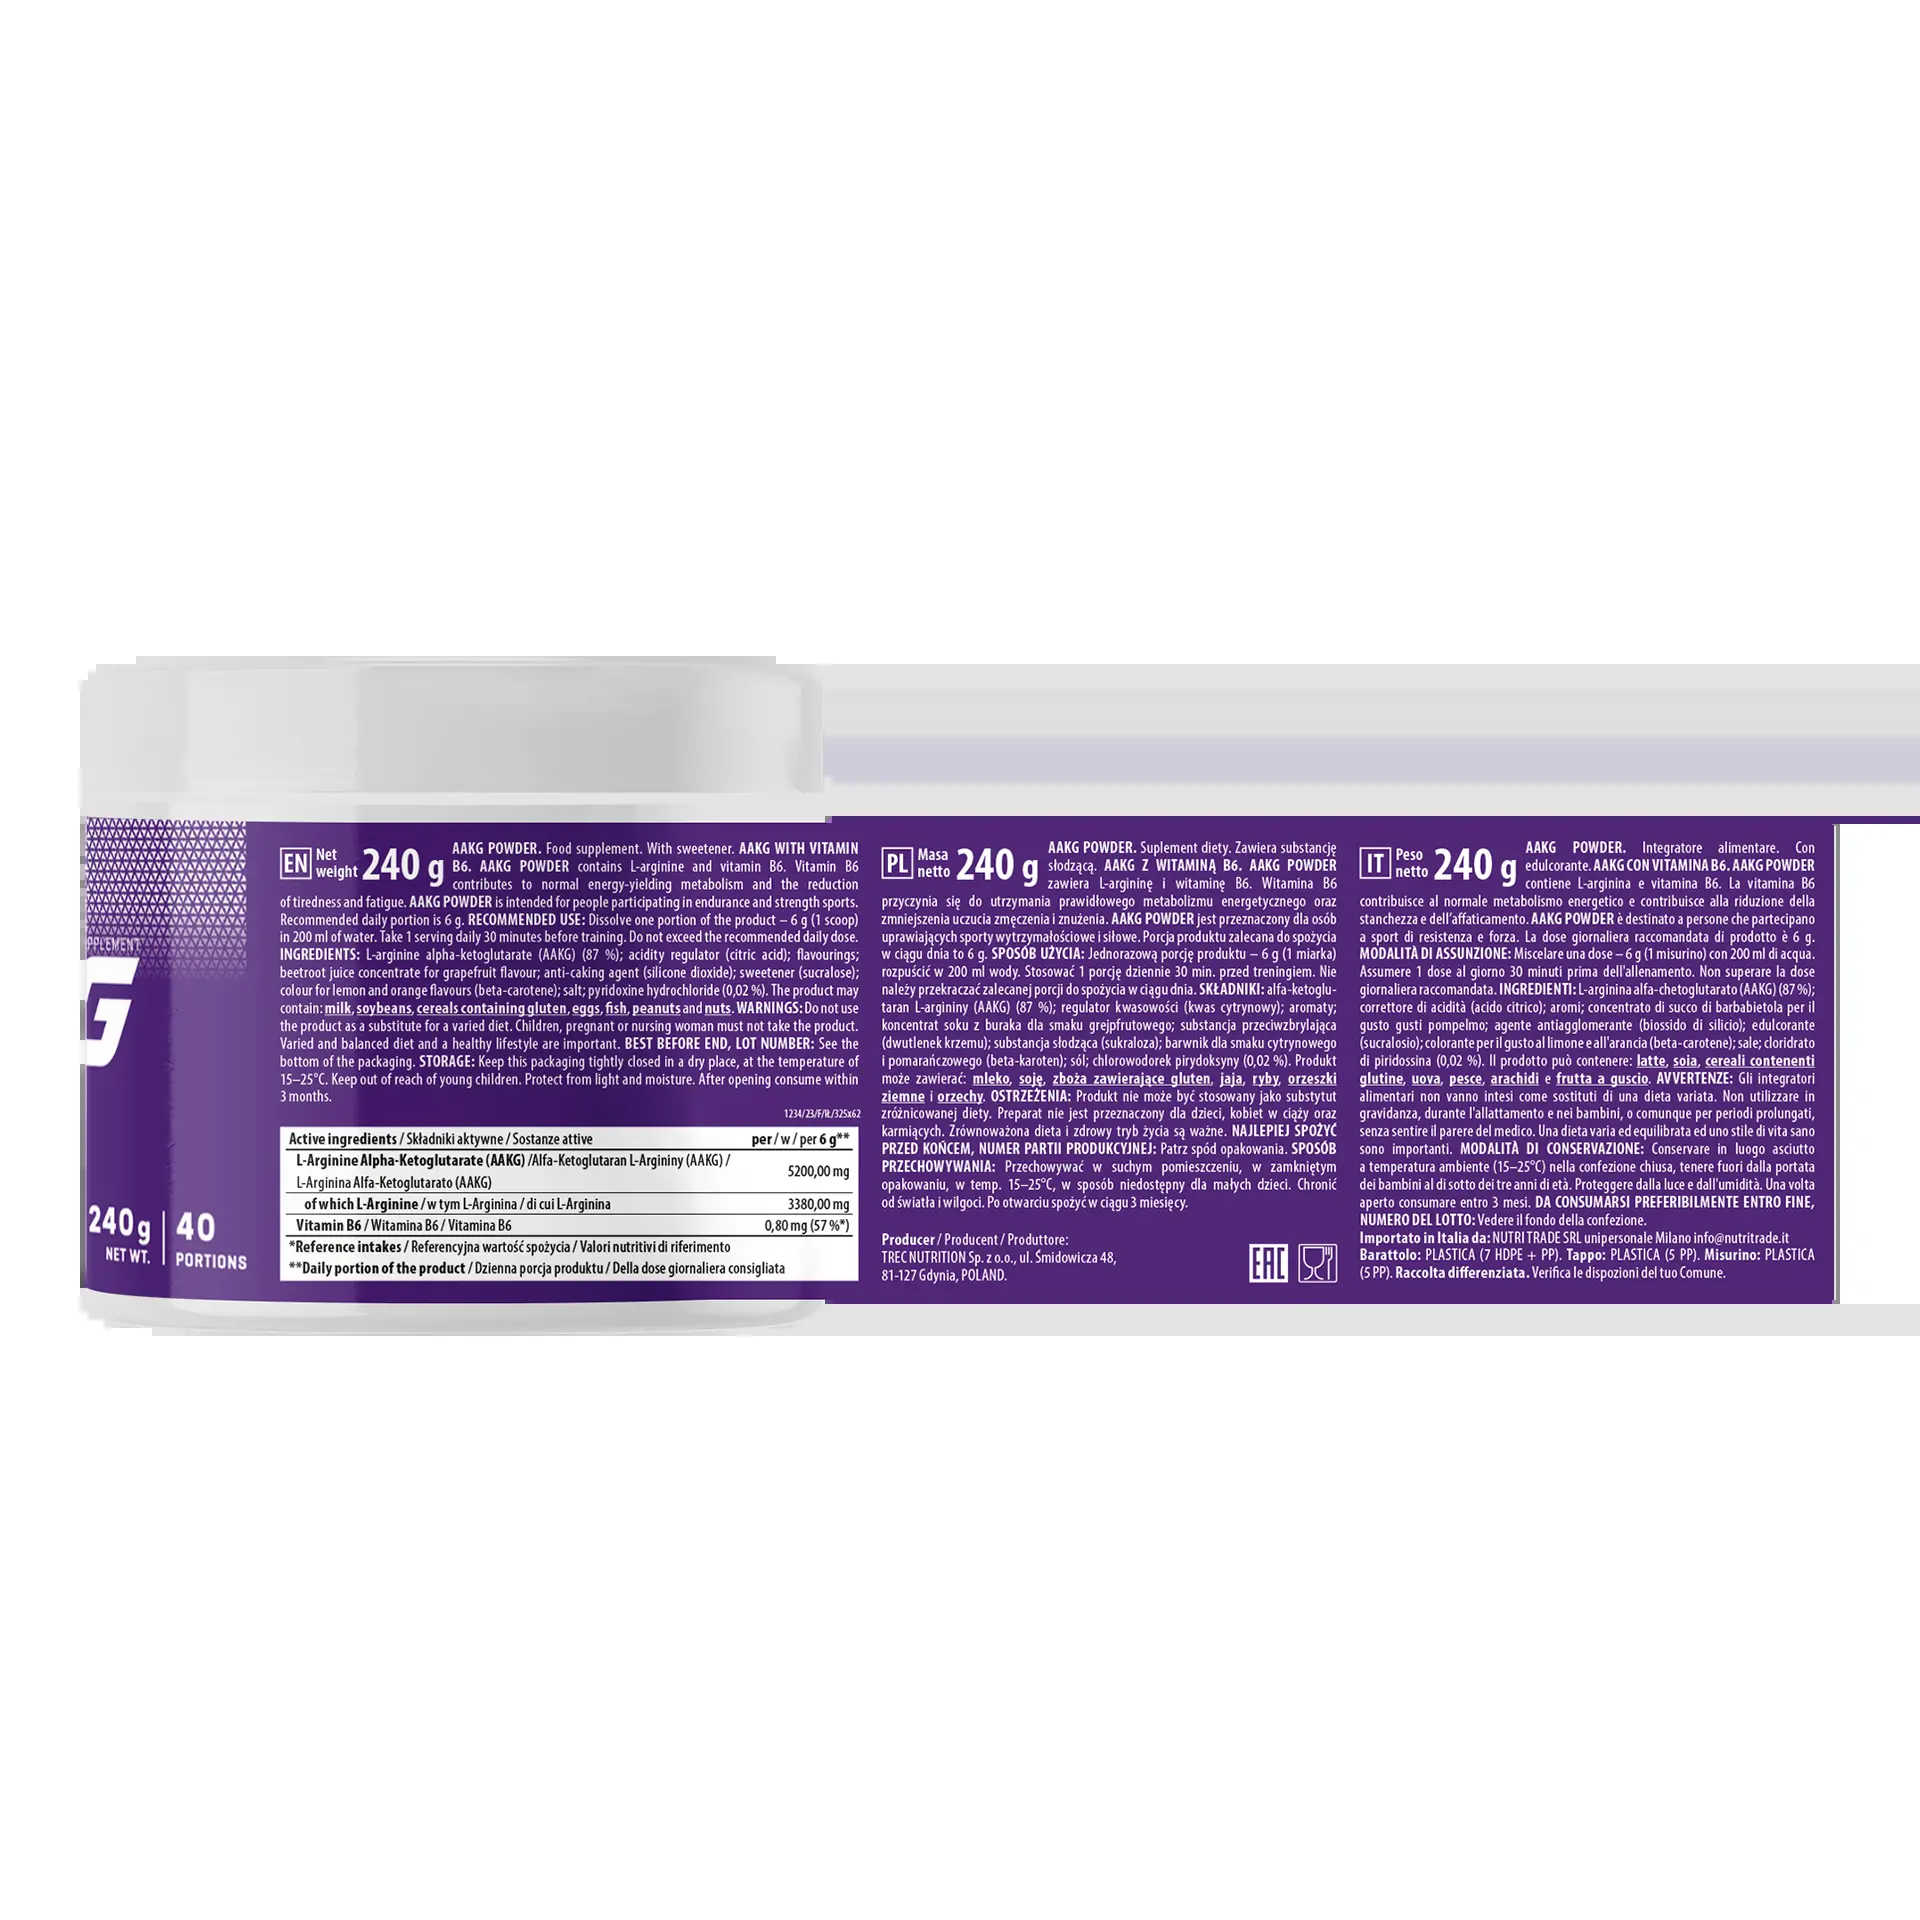 PPLEMENT
G
240 g
NET WT.
40
PORTIONS
EN Net weight 240 g
AAKG POWDER. Food supplement. With sweetener. AAKG WITH VITAMIN
B6. AAKG POWDER contains L-arginine and vitamin B6. Vitamin B6
contributes to normal energy-yielding metabolism and the reduction
of tiredness and fatigue. AAKG POWDER is intended for people participating in endurance and strength sports.
Recommended daily portion is 6 g. RECOMMENDED USE: Dissolve one portion of the product – 6 g (1 scoop)
in 200 ml of water. Take 1 serving daily 30 minutes before training. Do not exceed the recommended daily dose.
INGREDIENTS: L-arginine alpha-ketoglutarate (AAKG) (87 %); acidity regulator (citric acid); flavourings;
beetroot juice concentrate for grapefruit flavour; anti-caking agent (silicone dioxide); sweetener (sucralose);
colour for lemon and orange flavours (beta-carotene); salt; pyridoxine hydrochloride (0,02 %). The product may
contain: milk, soybeans, cereals containing gluten, eggs, fish, peanuts and nuts. WARNINGS: Do not use
the product as a substitute for a varied diet. Children, pregnant or nursing woman must not take the product.
Varied and balanced diet and a healthy lifestyle are important. BEST BEFORE END, LOT NUMBER: See the
bottom of the packaging. STORAGE: Keep this packaging tightly closed in a dry place, at the temperature of
15–25°C. Keep out of reach of young children. Protect from light and moisture. After opening consume within
3 months.
1234/23/F/Ik/325x62
Active ingredients / Składniki aktywne / Sostanze attive per / w / per 6 g**
L-Arginine Alpha-Ketoglutarate (AAKG) /Alfa-Ketoglutaran L-Argininy (AAKG) /
L-Arginina Alfa-Ketoglutarato (AAKG) 5200,00 mg
of which L-Arginine / w tym L-Arginina / di cui L-Arginina 3380,00 mg
Vitamin B6 / Witamina B6 / Vitamina B6 0,80 mg (57 %*)
*Reference intakes / Referencyjna wartość spożycia / Valori nutritivi di riferimento
**Daily portion of the product / Dzienna porcja produktu / Della dose giornaliera consigliata
PL Masa netto 240 g
AAKG POWDER. Suplement diety. Zawiera substancję
słodzącą. AAKG Z WITAMINĄ B6. AAKG POWDER
zawiera L-argininę i witaminę B6. Witamina B6
przyczynia się do utrzymania prawidłowego metabolizmu energetycznego oraz
zmniejszenia uczucia zmęczenia i znużenia. AAKG POWDER jest przeznaczony dla osób
uprawiających sporty wytrzymałościowe i siłowe. Porcja produktu zalecana do spożycia
w ciągu dnia to 6 g. SPOSÓB UŻYCIA: Jednorazową porcję produktu – 6 g (1 miarka)
rozpuścić w 200 ml wody. Stosować 1 porcję dziennie 30 min. przed treningiem. Nie
należy przekraczać zalecanej porcji do spożycia w ciągu dnia. SKŁADNIKI: alfa-ketoglu-
taran L-argininy (AAKG) (87 %); regulator kwasowości (kwas cytrynowy); aromaty;
koncentrat soku z buraka dla smaku grejpfrutowego; substancja przeciwzbrylająca
(dwutlenek krzemu); substancja słodząca (sukraloza); barwnik dla smaku cytrynowego
i pomarańczowego (beta-karoten); sól; chlorowodorek pirydoksyny (0,02 %). Produkt
może zawierać: mleko, soję, zboża zawierające gluten, jaja, ryby, orzeszki
ziemne i orzechy. OSTRZEŻENIA: Produkt nie może być stosowany jako substytut
zróżnicowanej diety. Preparat nie jest przeznaczony dla dzieci, kobiet w ciąży oraz
karmiących. Zrównoważona dieta i zdrowy tryb życia są ważne. NAJLEPIEJ SPOŻYĆ
PRZED KOŃCEM, NUMER PARTII PRODUKCYJNEJ: Patrz spód opakowania. SPOSÓB
PRZECHOWYWANIA: Przechowywać w suchym pomieszczeniu, w zamkniętym
opakowaniu, w temp. 15–25°C, w sposób niedostępny dla małych dzieci. Chronić
od światła i wilgoci. Po otwarciu spożyć w ciągu 3 miesięcy.
Producer / Producent / Produttore:
TREC NUTRITION Sp. z o.o., ul. Śmidowicza 48,
81-127 Gdynia, POLAND.
EAC
IT Peso netto 240 g
AAKG POWDER. Integratore alimentare. Con
edulcorante. AAKG CON VITAMINA B6. AAKG POWDER
contiene L-arginina e vitamina B6. La vitamina B6
contribuisce al normale metabolismo energetico e contribuisce alla riduzione della
stanchezza e dell'affaticamento. AAKG POWDER è destinato a persone che partecipano
a sport di resistenza e forza. La dose giornaliera raccomandata di prodotto è 6 g.
MODALITÀ DI ASSUNZIONE: Miscelare una dose – 6 g (1 misurino) con 200 ml di acqua.
Assumere 1 dose al giorno 30 minuti prima dell'allenamento. Non superare la dose
giornaliera raccomandata. INGREDIENTI: L-arginina alfa-chetoglutarato (AAKG) (87 %);
correttore di acidità (acido citrico); aromi; concentrato di succo di barbabietola per il
gusto gusti pompelmo; agente antiagglomerante (biossido di silicio); edulcorante
(sucralosio); colorante per il gusto al limone e all'arancia (beta-carotene); sale; cloridrato
di piridossina (0,02 %). Il prodotto può contenere: latte, soia, cereali contenenti
glutine, uova, pesce, arachidi e frutta a guscio. AVVERTENZE: Gli integratori
alimentari non vanno intesi come sostituti di una dieta variata. Non utilizzare in
gravidanza, durante l'allattamento e nei bambini, o comunque per periodi prolungati,
senza sentire il parere del medico. Una dieta varia ed equilibrata ed uno stile di vita sano
sono importanti. MODALITÀ DI CONSERVAZIONE: Conservare in luogo asciutto
a temperatura ambiente (15–25°C) nella confezione chiusa, tenere fuori dalla portata
dei bambini al di sotto dei tre anni di età. Proteggere dalla luce e dall'umidità. Una volta
aperto consumare entro 3 mesi. DA CONSUMARSI PREFERIBILMENTE ENTRO FINE,
NUMERO DEL LOTTO: Vedere il fondo della confezione.
Importato in Italia da: NUTRI TRADE SRL unipersonale Milano info@nutritrade.it
Barattolo: PLASTICA (7 HDPE + PP). Tappo: PLASTICA (5 PP). Misurino: PLASTICA
(5 PP). Raccolta differenziata. Verifica le dispozioni del tuo Comune.